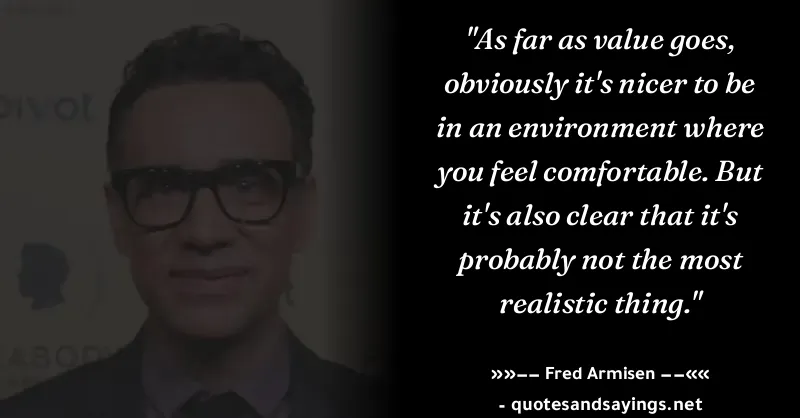 "As far as value goes,
obviously it's nicer to be
in an environment where
you feel comfortable. But
it's also clear that it's
probably not the most
realistic thing."
»»−− Fred Armisen −−««
- quotesandsayings.net
pivot